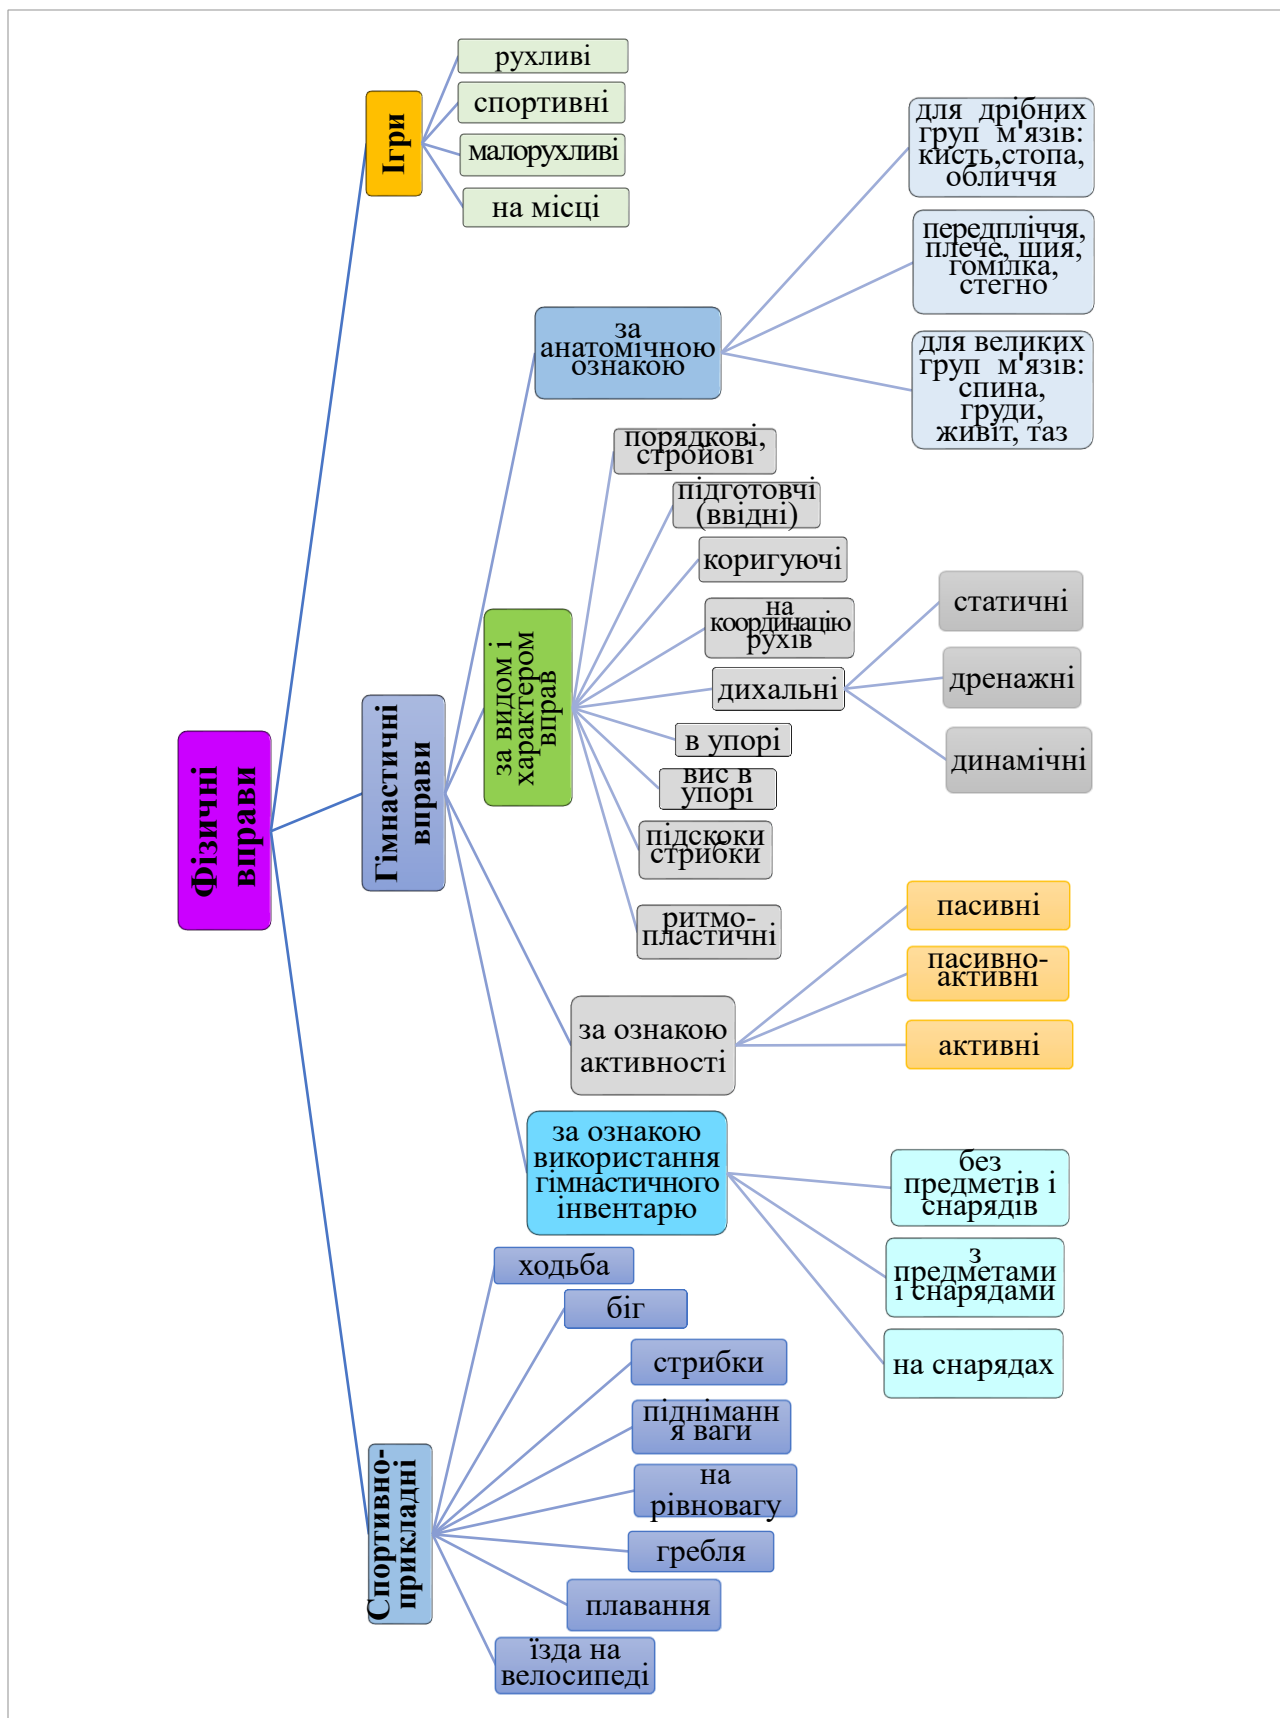 Фізичні
вправи
Ігри
рухливі
спортивні
малорухливі
на місці
Гімнастичні
вправи
за
анатомічною
ознакою
для дрібних
груп м'язів:
кисть,стопа,
обличчя
передпліччя,
плече, шия,
гомілка,
стегно
для великих
груп м'язів:
спина,
груди,
живіт, таз
за видом і
характером
вправ
порядкові,
стройові
підготовчі
(ввідні)
коригуючі
на
координацію
рухів
дихальні
статичні
дренажні
динамічні
в упорі
вис в
упорі
підскоки
стрибки
ритмо-
пластичні
за ознакою
активності
пасивні
пасивно-
активні
активні
за ознакою
використання
гімнастичного
інвентарю
без
предметів і
снарядів
з
предметами
і снарядами
на снарядах
Спортивно-
прикладні
ходьба
біг
стрибки
підніманн
я ваги
на
рівновагу
гребля
плавання
їзда на
велосипеді